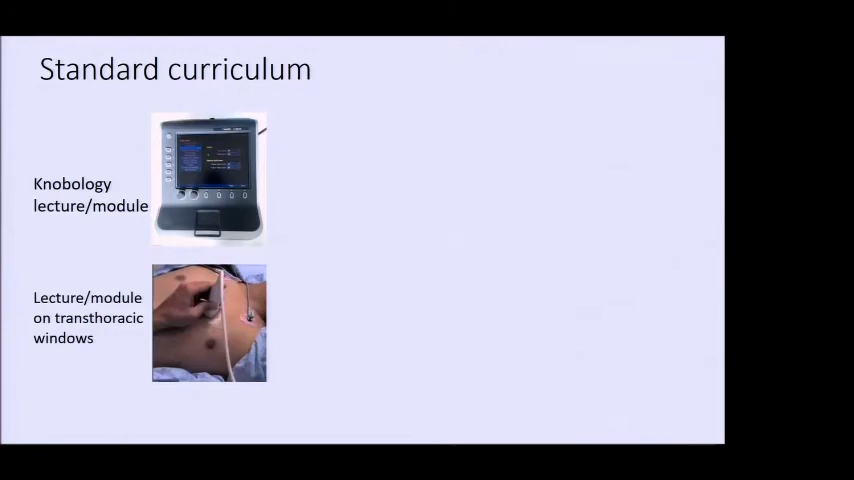 Standard curriculum
Knobology
lecture/module
Lecture/module
on transthoracic
windows